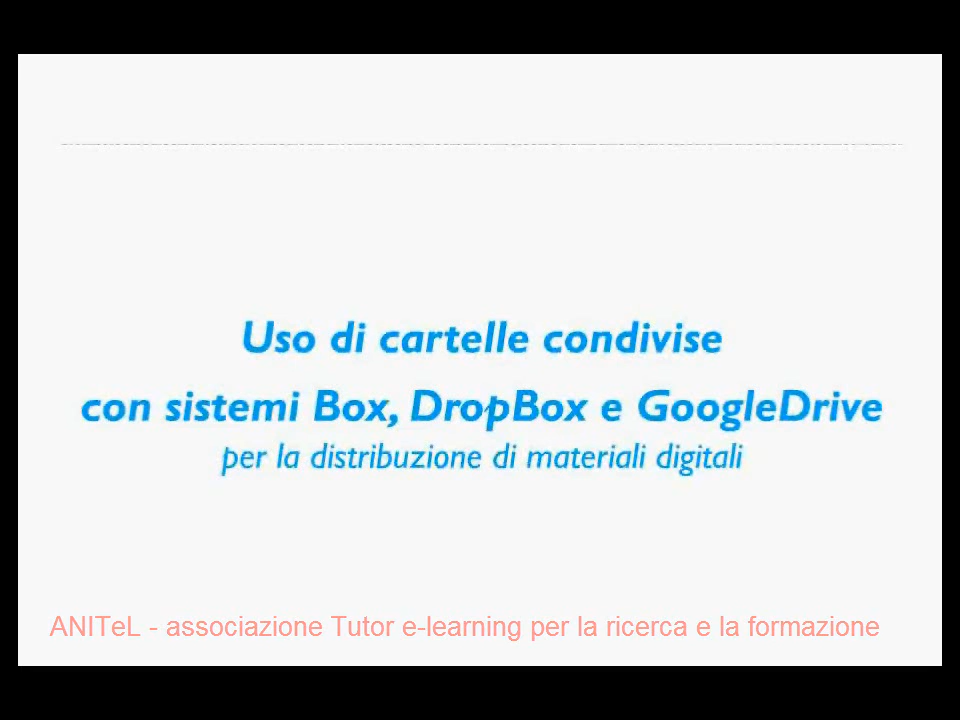 Uso di cartelle condivise
con sistemi Box, DropBox e GoogleDrive
per la distribuzione di materiali digitali
ANITeL - associazione Tutor e-learning per la ricerca e la formazione